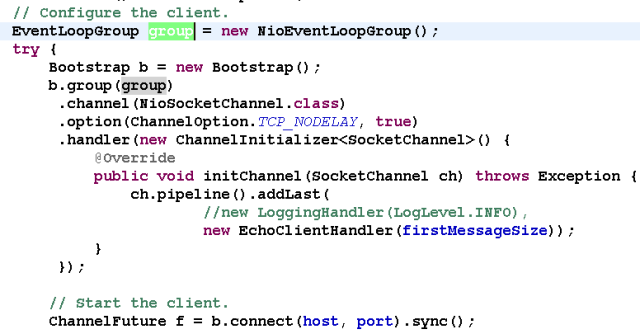 // Configure the client.
EventLoopGroup group = new NioEventLoopGroup();
try {
    Bootstrap b = new Bootstrap();
    b.group(group)
     .channel(NioSocketChannel.class)
     .option(ChannelOption.TCP_NODELAY, true)
     .handler(new ChannelInitializer<SocketChannel>() {
         @Override
         public void initChannel(SocketChannel ch) throws Exception {
             ch.pipeline().addLast(
                     //new LoggingHandler(LogLevel.INFO),
                     new EchoClientHandler(firstMessageSize));
         }
     });
    // Start the client.
    ChannelFuture f = b.connect(host, port).sync();